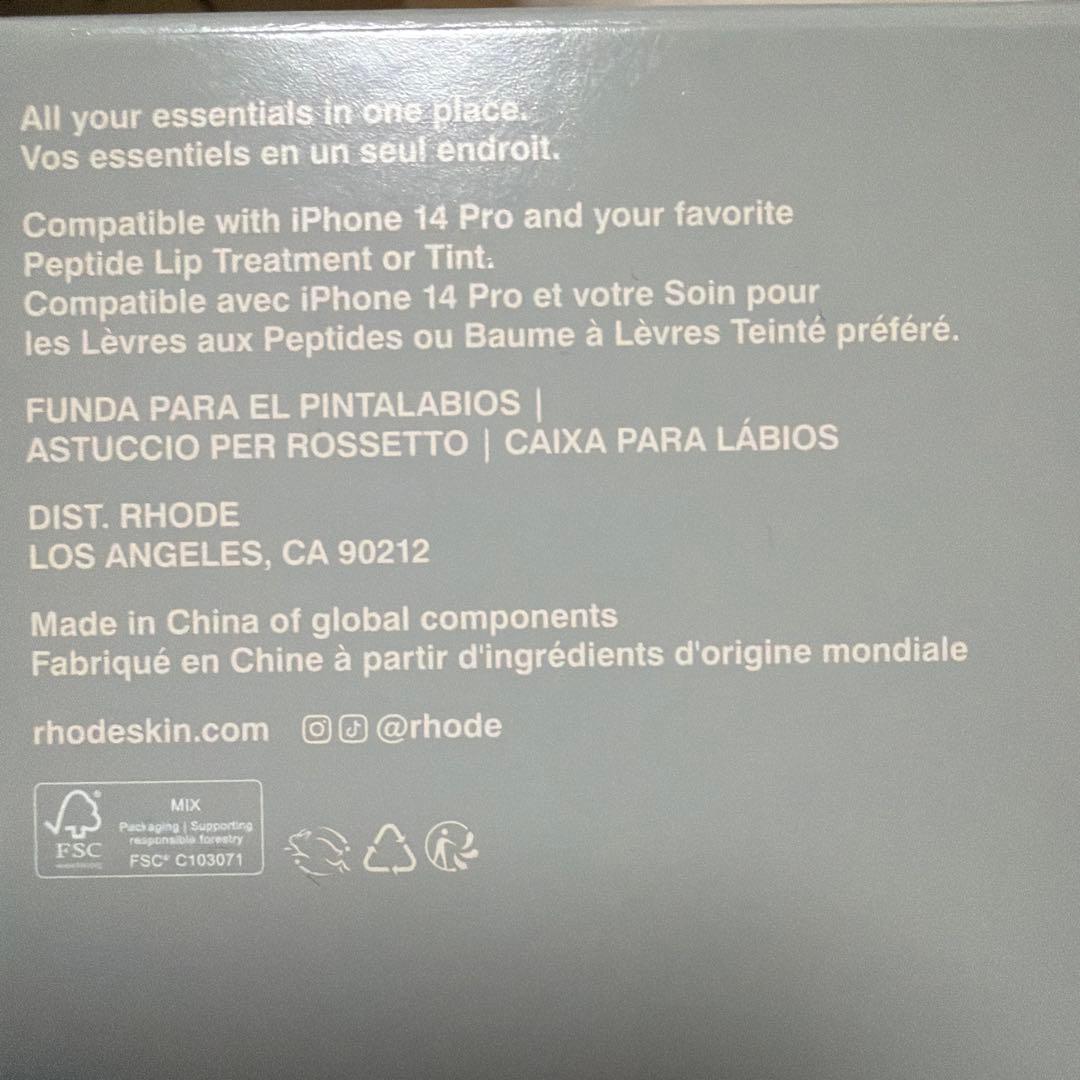 All your essentials in one place.
Vos essentiels en un seul endroit.
Compatible with iPhone 14 Pro and your favorite
Peptide Lip Treatment or Tint.
Compatible avec iPhone 14 Pro et votre Soin pour
les Lèvres aux Peptides ou Baume à Lèvres Teinté préféré.
FUNDA PARA EL PINTALABIOS |
ASTUCCIO PER ROSSETTO | CAIXA PARA LÁBIOS
DIST. RHODE
LOS ANGELES, CA 90212
Made in China of global components
Fabriqué en Chine à partir d'ingrédients d'origine mondiale
rhodeskin.com @rhode
MIX
Packaging | Supporting
responsible forestry
FSC® C103071
FSC